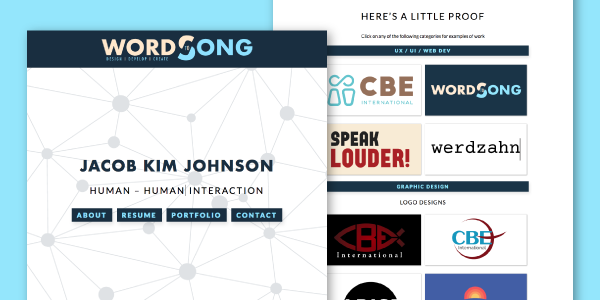 WORDSONG
DESIGN / DEVELOP & CREATE
JACOB KIM JOHNSON
HUMAN – HUMAN INTERACTION
ABOUT
RESUME
PORTFOLIO
CONTACT
HERE'S A LITTLE PROOF
Click on any of the following categories for examples of work
UX / UI / WEB DEV
CBE
INTERNATIONAL
WORDSONG
SPEAK
LOUDER!
werdzahn
GRAPHIC DESIGN
LOGO DESIGNS
CBE
International
CBE
International